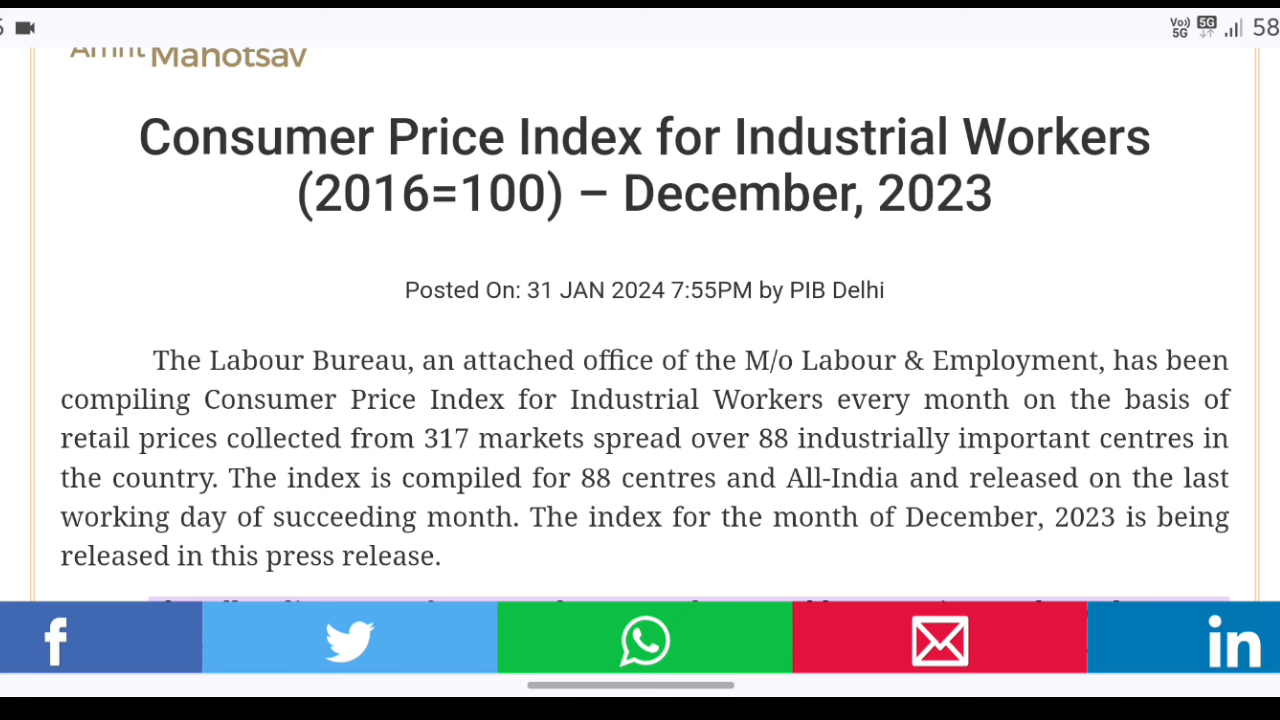 Vo)) 5G 58
5G
Amrit Mahotsav
Consumer Price Index for Industrial Workers
(2016=100) – December, 2023
Posted On: 31 JAN 2024 7:55PM by PIB Delhi
The Labour Bureau, an attached office of the M/o Labour & Employment, has been
compiling Consumer Price Index for Industrial Workers every month on the basis of
retail prices collected from 317 markets spread over 88 industrially important centres in
the country. The index is compiled for 88 centres and All-India and released on the last
working day of succeeding month. The index for the month of December, 2023 is being
released in this press release.
f
in